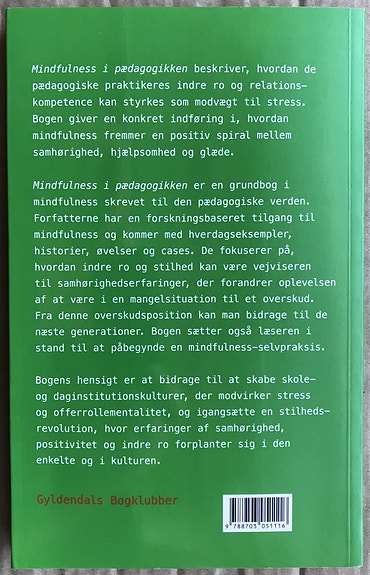 Mindfulness i pædagogikken beskriver, hvordan de
pædagogiske praktikeres indre ro og relations-
kompetence kan styrkes som modvægt til stress.
Bogen giver en konkret indføring i, hvordan
mindfulness fremmer en positiv spiral mellem
samhørighed, hjælpsomhed og glæde.
Mindfulness i pædagogikken er en grundbog i
mindfulness skrevet til den pædagogiske verden.
Forfatterne har en forskningsbaseret tilgang til
mindfulness og kommer med hverdagseksempler,
historier, øvelser og cases. De fokuserer på,
hvordan indre ro og stilhed kan være vejviseren
til samhørighedserfaringer, der forandrer oplevelsen
af at være i en mangelsituation til et overskud.
Fra denne overskudsposition kan man bidrage til de
næste generationer. Bogen sætter også læseren i
stand til at påbegynde en mindfulness-selvpraksis.
Bogens hensigt er at bidrage til at skabe skole-
og daginstitutionskulturer, der modvirker stress
og offerrollementalitet, og igangsætte en stilheds-
revolution, hvor erfaringer af samhørighed,
positivitet og indre ro forplanter sig i den
enkelte og i kulturen.
Gyldendals Bogklubber
9 788703 051116